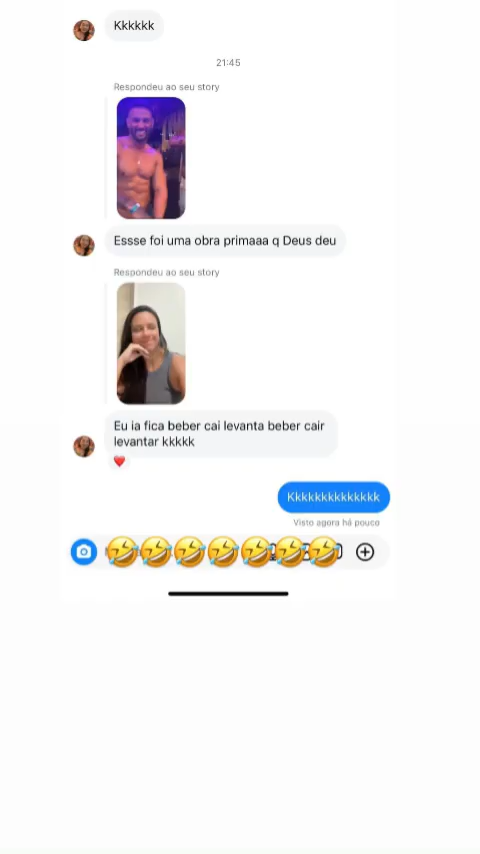 Kkkkkk
21:45
Respondeu ao seu story
Essse foi uma obra primaaa q Deus deu
Respondeu ao seu story
Eu ia fica beber cai levanta beber cair
levantar kkkkk
Kkkkkkkkkkkkkk
Visto agora há pouco